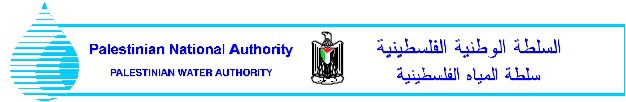 Palestinian National Authority
PALESTINIAN WATER AUTHORITY
السلطة الوطنية الفلسطينية
سلطة المياه الفلسطينية